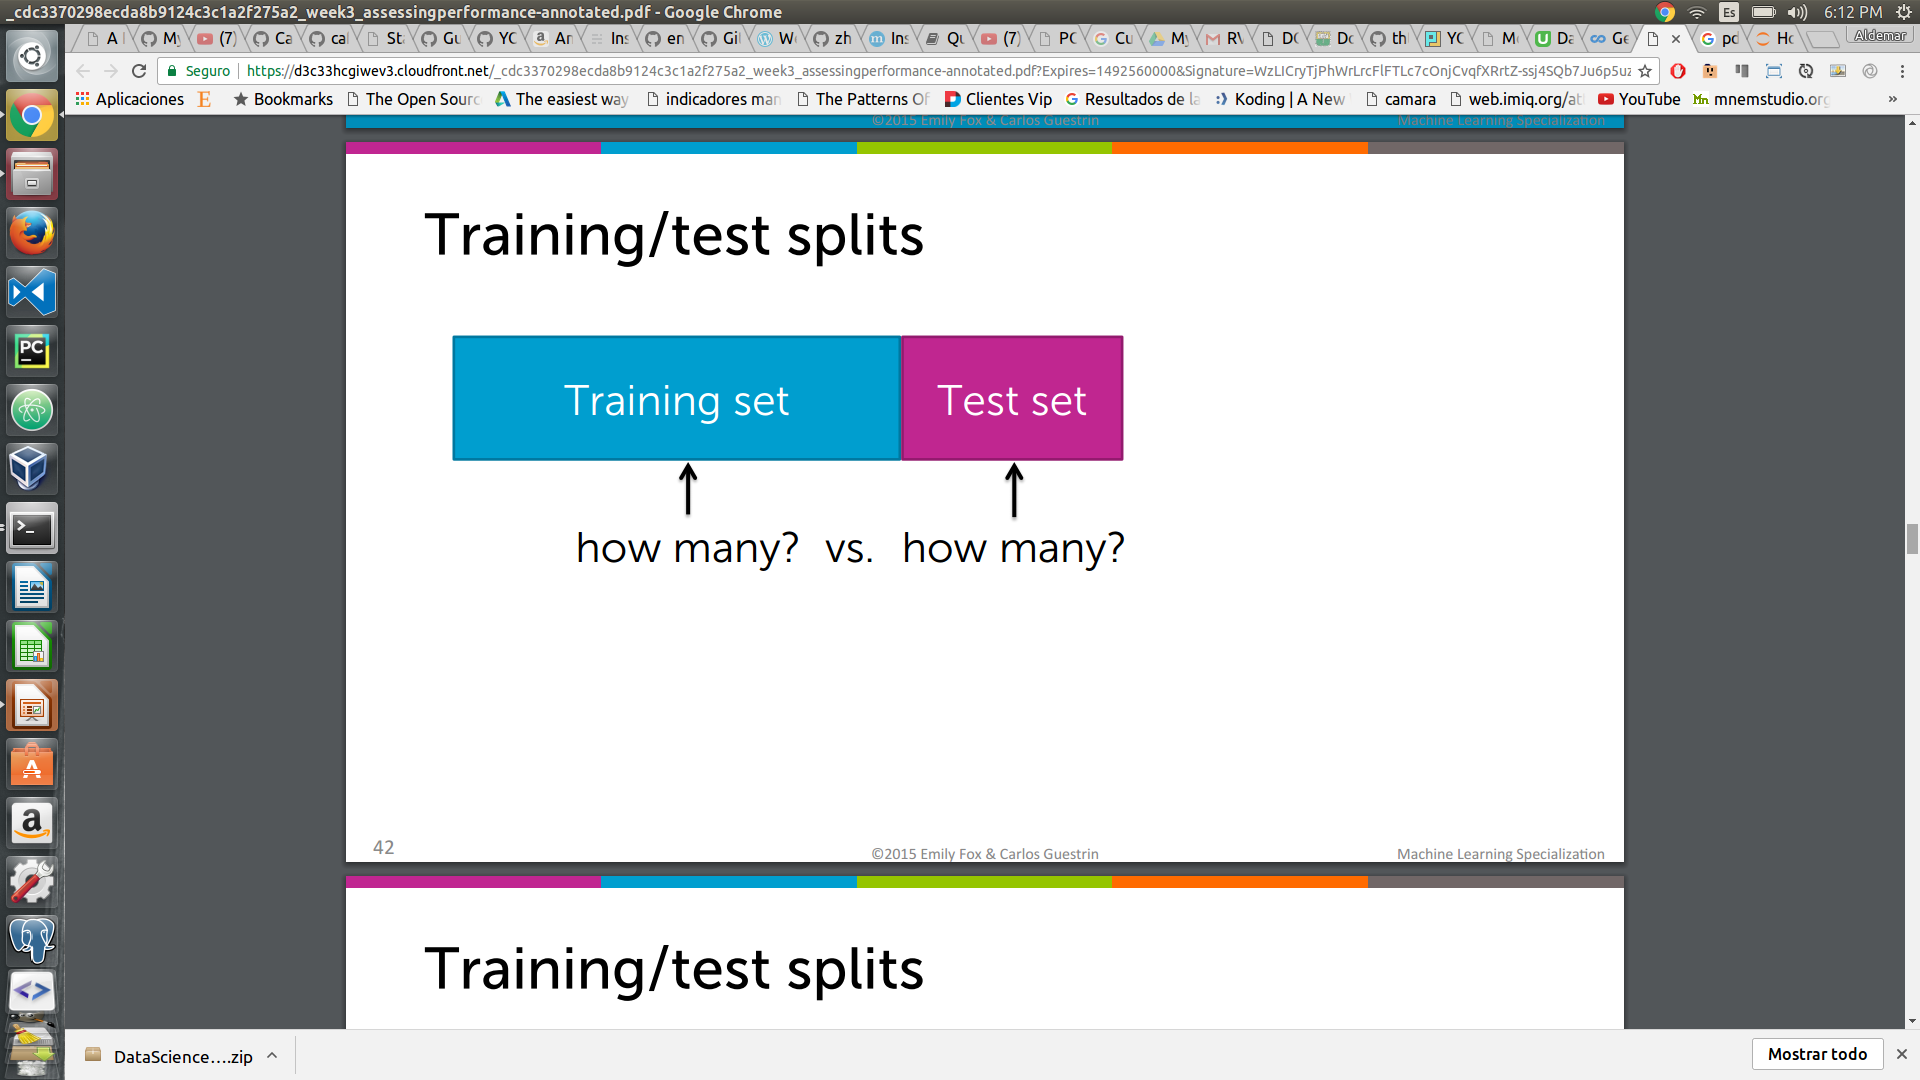 _cdc3370298ecda8b9124c3c1a2f275a2_week3_assessingperformance-annotated.pdf - Google Chrome
Es
6:12 PM
Aldemar
Seguro
https://d3c33hcgiwev3.cloudfront.net/_cdc3370298ecda8b9124c3c1a2f275a2_week3_assessingperformance-annotated.pdf?Expires=1492560000&Signature=
Aplicaciones
Bookmarks
The Open Sourc
The easiest way
indicadores man
The Patterns Of
Clientes Vip
Resultados de la
Koding | A New
camara
web.imiq.org/at
YouTube
mnemstudio.org
»
©2015 Emily Fox & Carlos Guestrin
Machine Learning Specialization
Training/test splits
Training set
Test set
how many? vs. how many?
42
©2015 Emily Fox & Carlos Guestrin
Machine Learning Specialization
Training/test splits
DataScience....zip
Mostrar todo